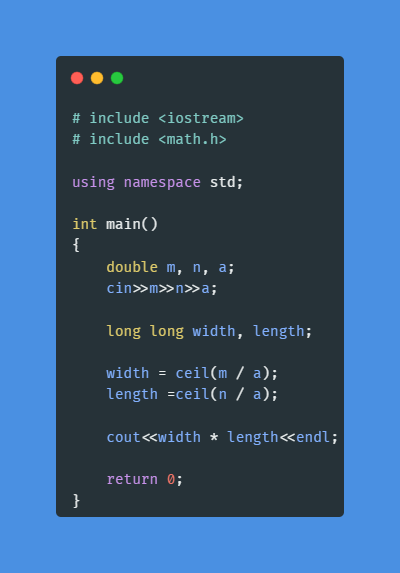 # include <iostream>
# include <math.h>
using namespace std;
int main()
{
double m, n, a;
cin>>m>>n>>a;
long long width, length;
width = ceil(m / a);
length =ceil(n / a);
cout<<width * length<<endl;
return 0;
}